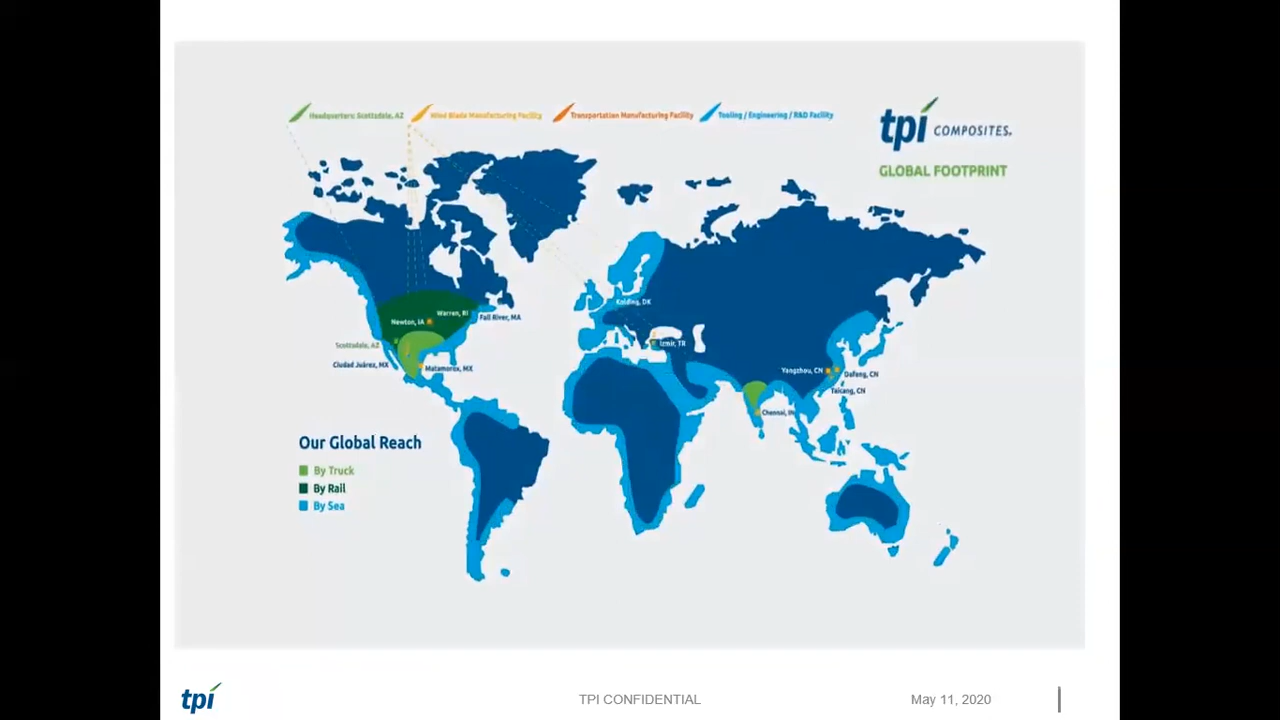 Headquarters: Scottsdale, AZ
Wind Blade Manufacturing Facility
Transportation Manufacturing Facility
Tooling / Engineering / R&D Facility
tpi COMPOSITES®
GLOBAL FOOTPRINT
Kolding, DK
Warren, RI
Fall River, MA
Newton, IA
Scottsdale, AZ
Izmir, TR
Ciudad Juárez, MX
Matamoros, MX
Yangzhou, CN
Dafeng, CN
Taicang, CN
Chennai, IN
Our Global Reach
By Truck
By Rail
By Sea
tpi
TPI CONFIDENTIAL
May 11, 2020